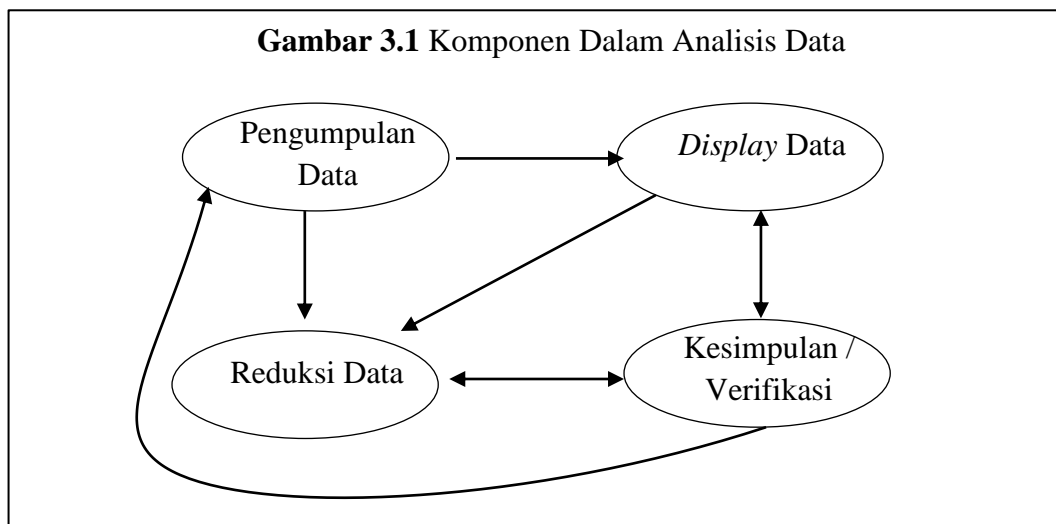 Gambar 3.1 Komponen Dalam Analisis Data
Pengumpulan
Data
Display Data
Reduksi Data
Kesimpulan /
Verifikasi